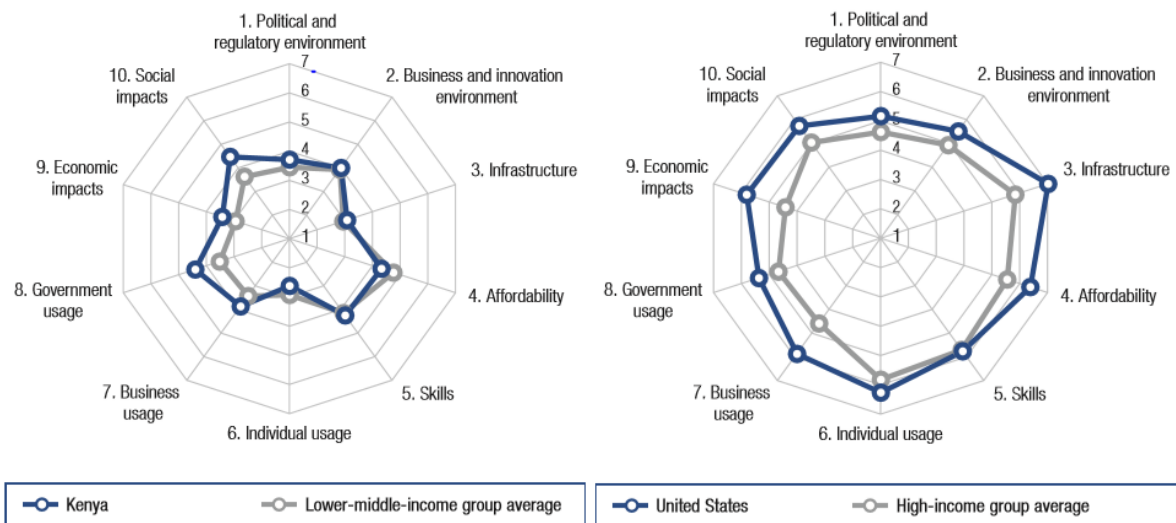 1. Political and
regulatory environment
7
6
5
4
3
2
1
2. Business and innovation
environment
3. Infrastructure
4. Affordability
5. Skills
6. Individual usage
7. Business
usage
8. Government
usage
9. Economic
impacts
10. Social
impacts
Kenya
Lower-middle-income group average
1. Political and
regulatory environment
7
6
5
4
3
2
1
2. Business and innovation
environment
3. Infrastructure
4. Affordability
5. Skills
6. Individual usage
7. Business
usage
8. Government
usage
9. Economic
impacts
10. Social
impacts
United States
High-income group average